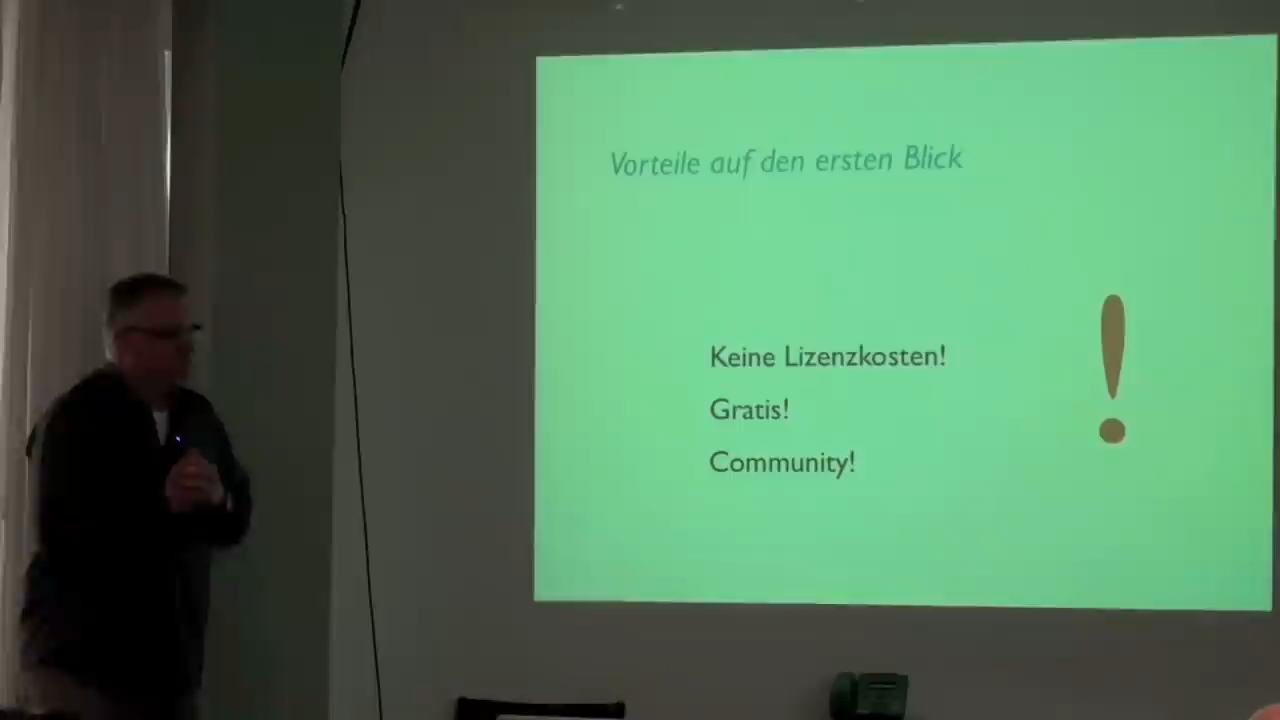 Vorteile auf den ersten Blick
Keine Lizenzkosten!
Gratis!
Community!
!